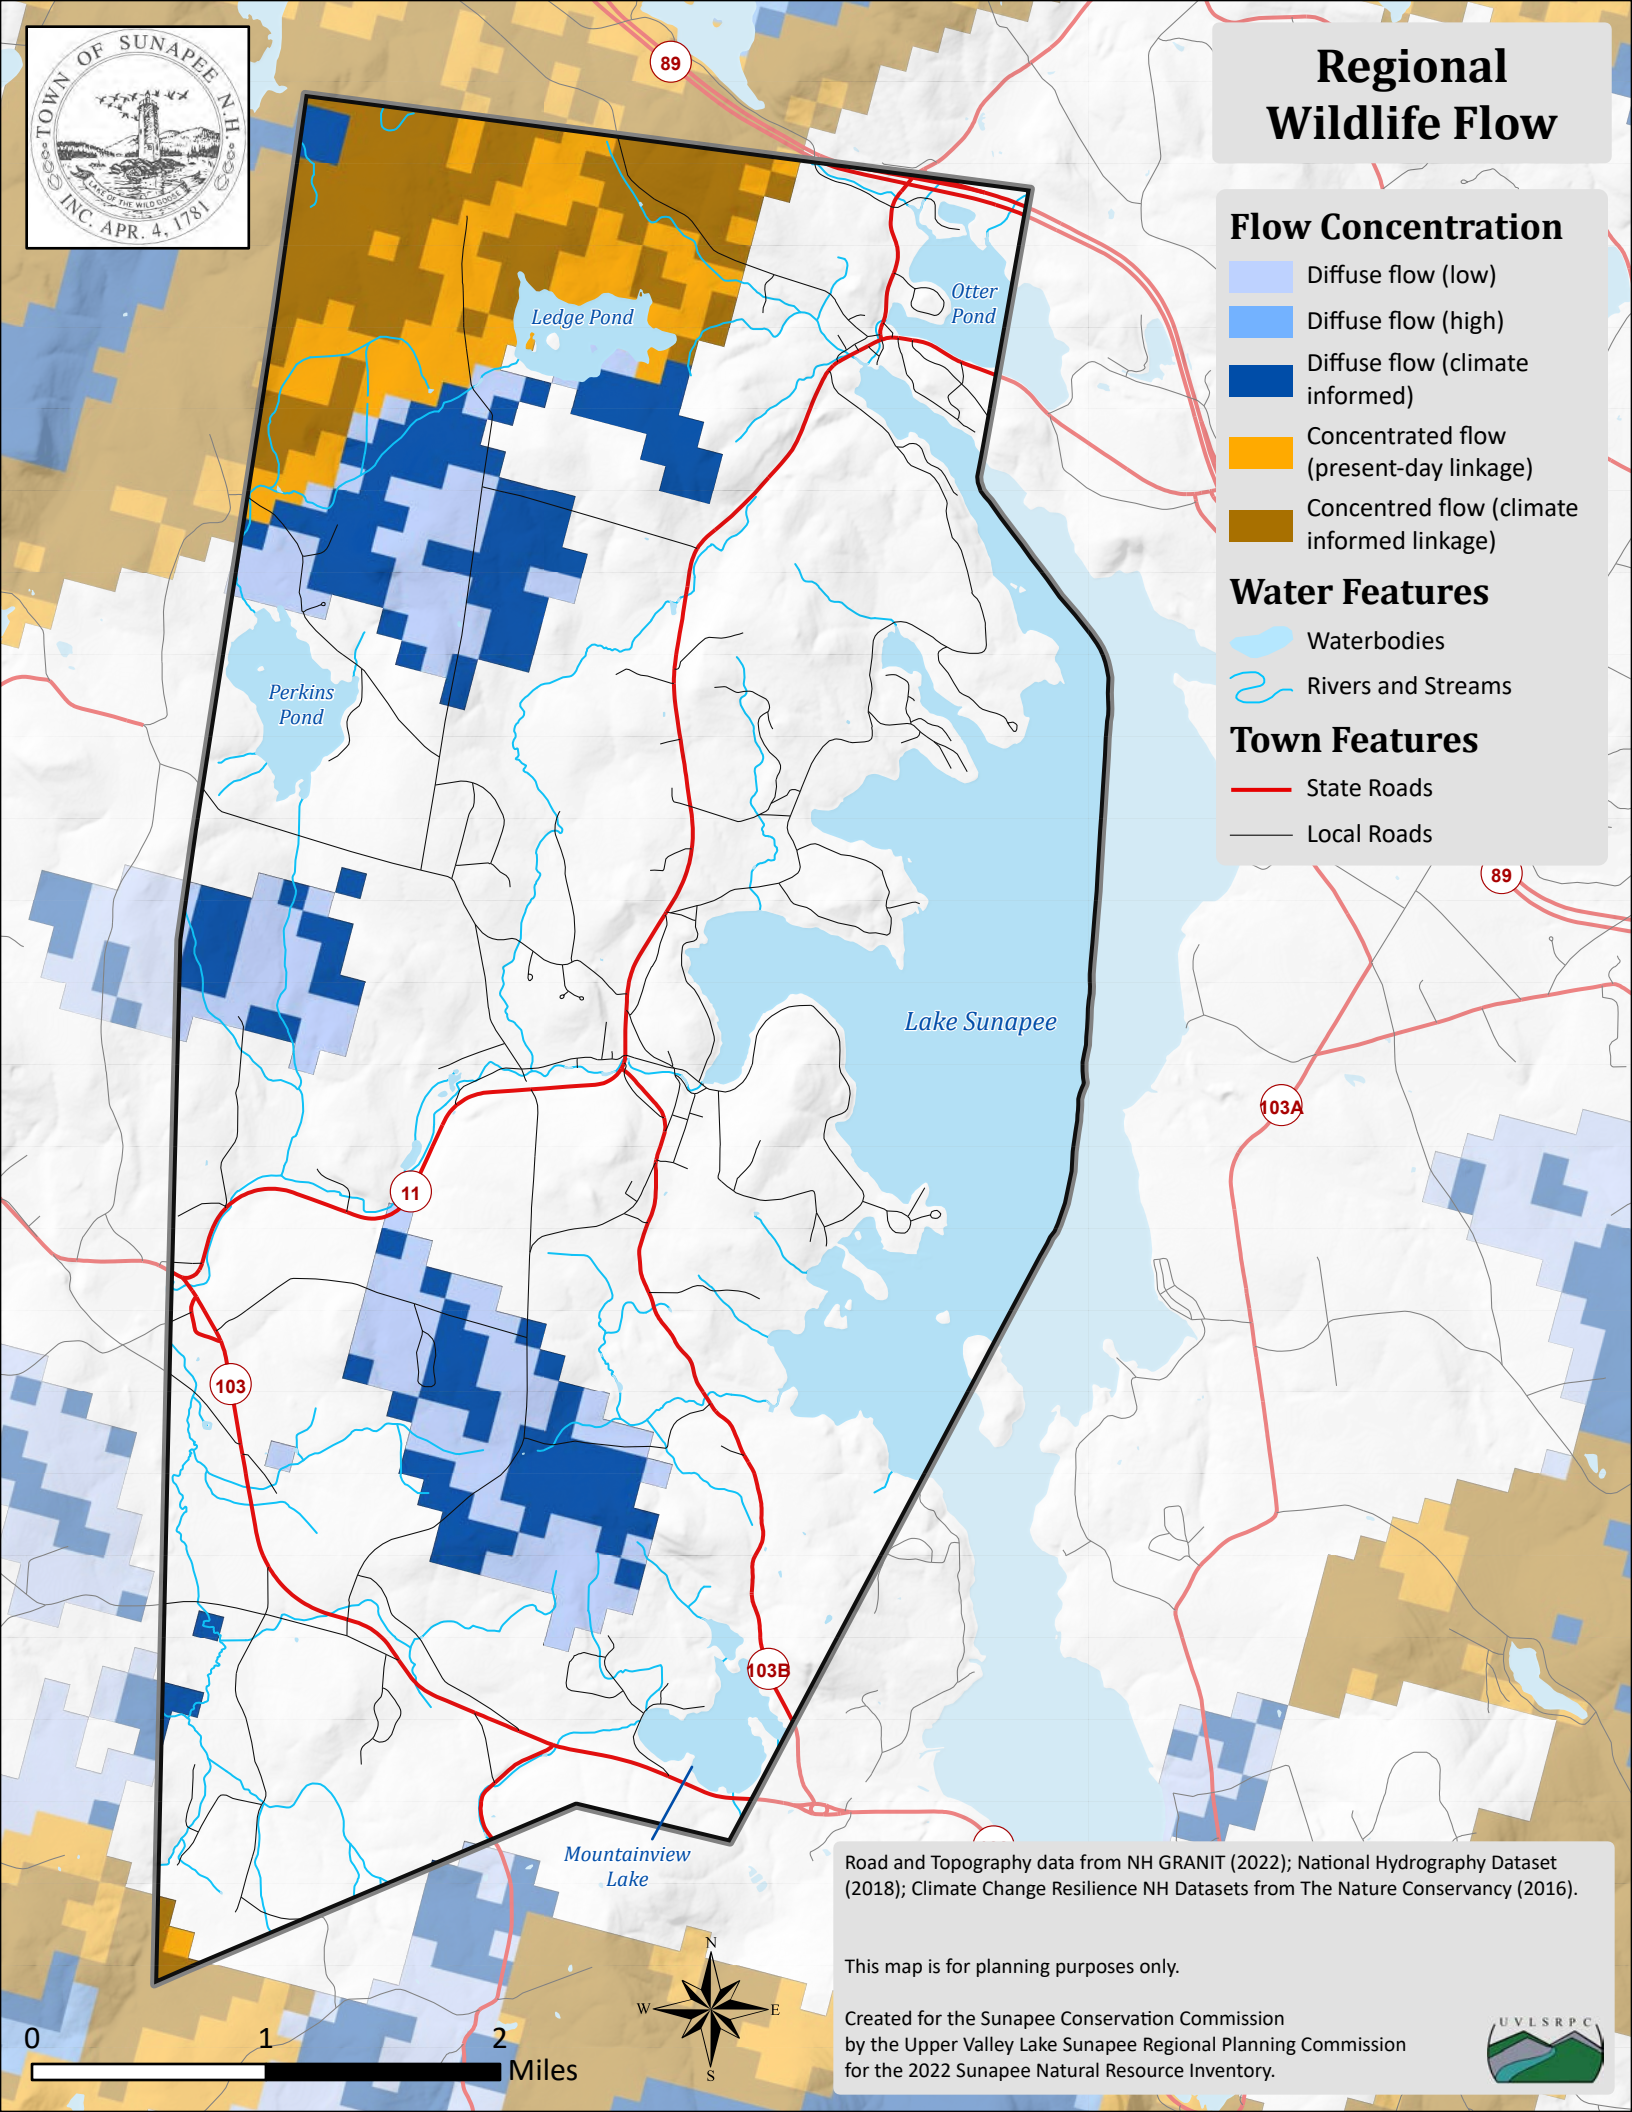 TOWN OF SUNAPEE N.H.
LAKE OF THE WILD GOOSE
INC. APR. 4, 1781
89
Regional
Wildlife Flow
Flow Concentration
Diffuse flow (low)
Diffuse flow (high)
Diffuse flow (climate
informed)
Concentrated flow
(present-day linkage)
Concentred flow (climate
informed linkage)
Water Features
Waterbodies
Rivers and Streams
Town Features
State Roads
Local Roads
Ledge Pond
Otter
Pond
Perkins
Pond
89
Lake Sunapee
103A
11
103
103B
Mountainview
Lake
N
W
E
S
0
1
2
Miles
Road and Topography data from NH GRANIT (2022); National Hydrography Dataset
(2018); Climate Change Resilience NH Datasets from The Nature Conservancy (2016).
This map is for planning purposes only.
Created for the Sunapee Conservation Commission
by the Upper Valley Lake Sunapee Regional Planning Commission
for the 2022 Sunapee Natural Resource Inventory.
UVLSRPC